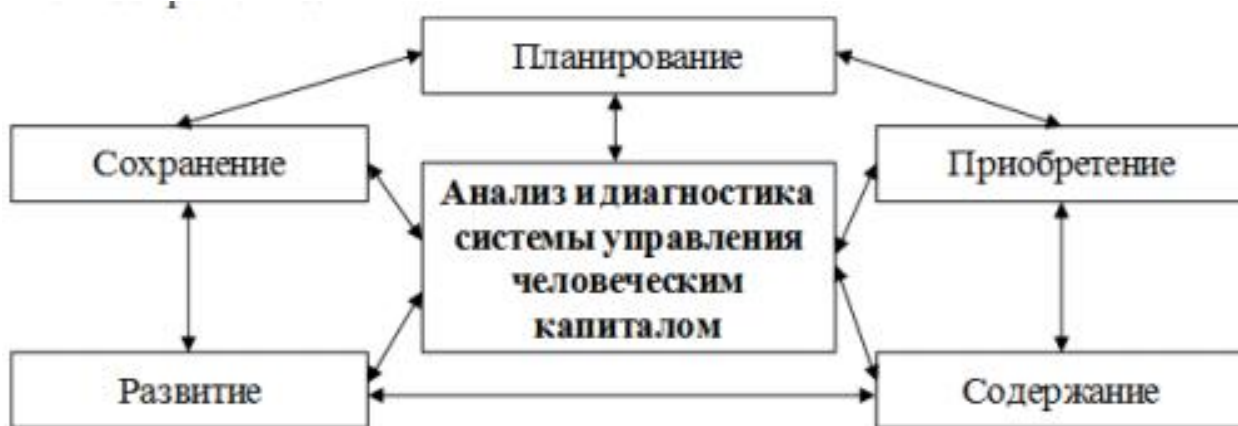 Планирование
Сохранение
Приобретение
Анализ и диагностика
системы управления
человеческим
капиталом
Развитие
Содержание